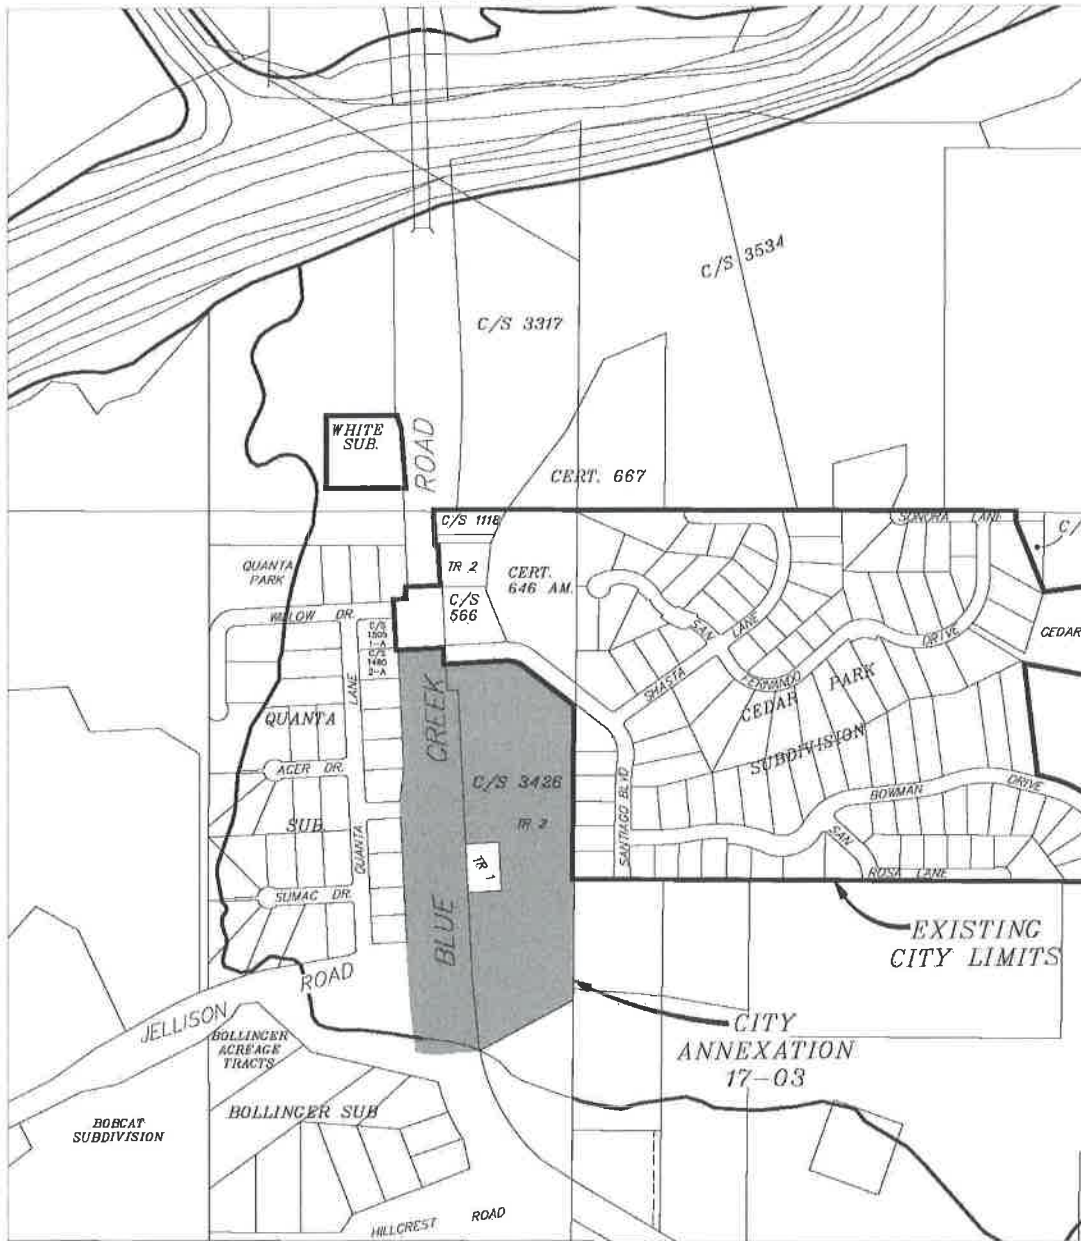 C/S 3534
C/S 3317
WHITE
SUB.
ROAD
CERT. 667
C/S 1118
SONORA LANE
C/
QUANTA
PARK
TR 2
CERT.
646 AM.
C/S
566
WILLOW DR.
C/S
1505
1-A
C/S
1480
2-A
SAN
LANE
SHASTA
FERNANDO
DRIVE
CEDAR
CEDAR PARK
SUBDIVISION
LANE
QUANTA
CREEK
C/S 3426
TR 2
ACER DR.
SUB.
QUANTA
SANTIAGO BLVD
BOWMAN DRIVE
SAN
ROSA LANE
TR 1
SUMAC DR.
BLUE
EXISTING
CITY LIMITS
JELLISON ROAD
CITY
ANNEXATION
17-03
BOLLINGER
ACREAGE
TRACTS
BOLLINGER SUB
BOBCAT
SUBDIVISION
HILLCREST ROAD